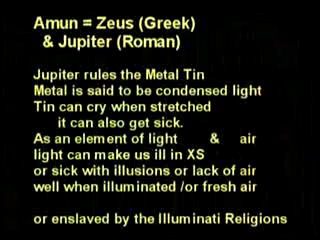 Amun = Zeus (Greek)
& Jupiter (Roman)
Jupiter rules the Metal Tin
Metal is said to be condensed light
Tin can cry when stretched
it can also get sick.
As an element of light & air
light can make us ill in XS
or sick with illusions or lack of air
well when illuminated /or fresh air
or enslaved by the Illuminati Religions